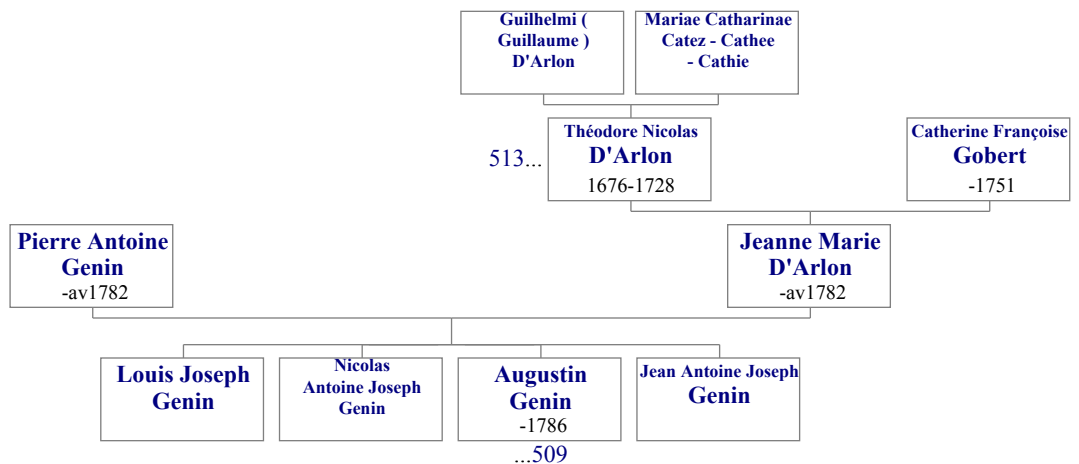 Guilhelmi (
Guillaume )
D'Arlon
Mariae Catharinae
Catez - Cathee
- Cathie
513...
Théodore Nicolas
D'Arlon
1676-1728
Catherine Françoise
Gobert
-1751
Pierre Antoine
Genin
-av1782
Jeanne Marie
D'Arlon
-av1782
Louis Joseph
Genin
Nicolas
Antoine Joseph
Genin
Augustin
Genin
-1786
Jean Antoine Joseph
Genin
...509